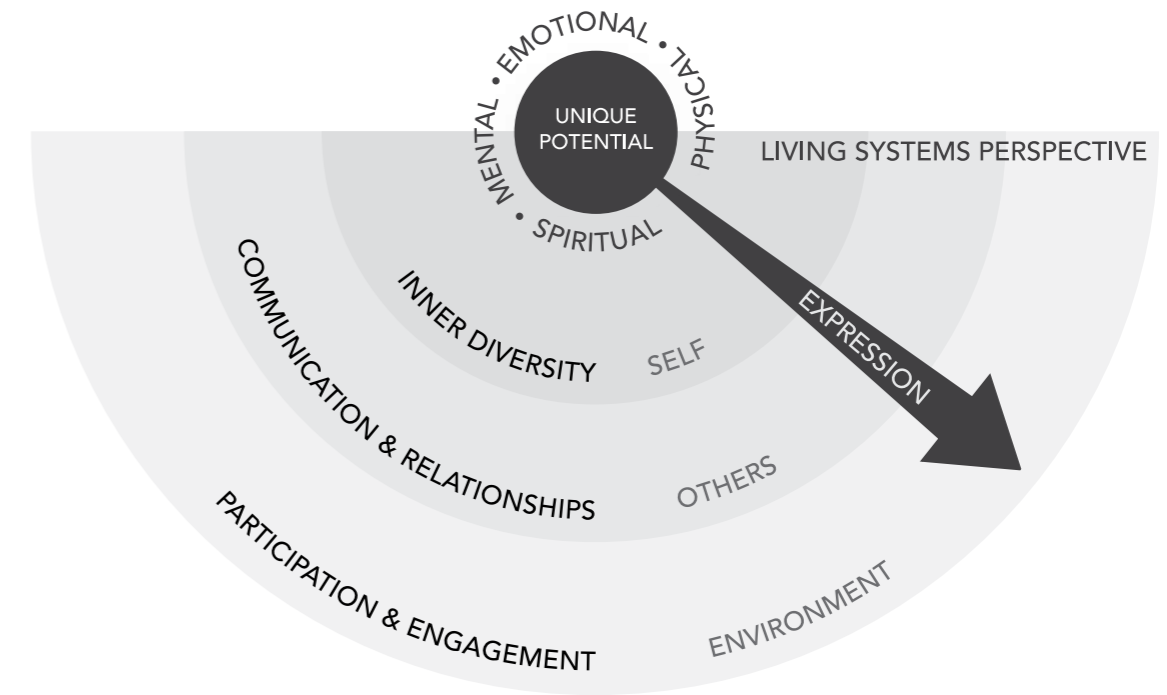 MENTAL • EMOTIONAL • PHYSICAL
UNIQUE
POTENTIAL
LIVING SYSTEMS PERSPECTIVE
• SPIRITUAL
EXPRESSION
INNER DIVERSITY
SELF
COMMUNICATION & RELATIONSHIPS
OTHERS
PARTICIPATION & ENGAGEMENT
ENVIRONMENT